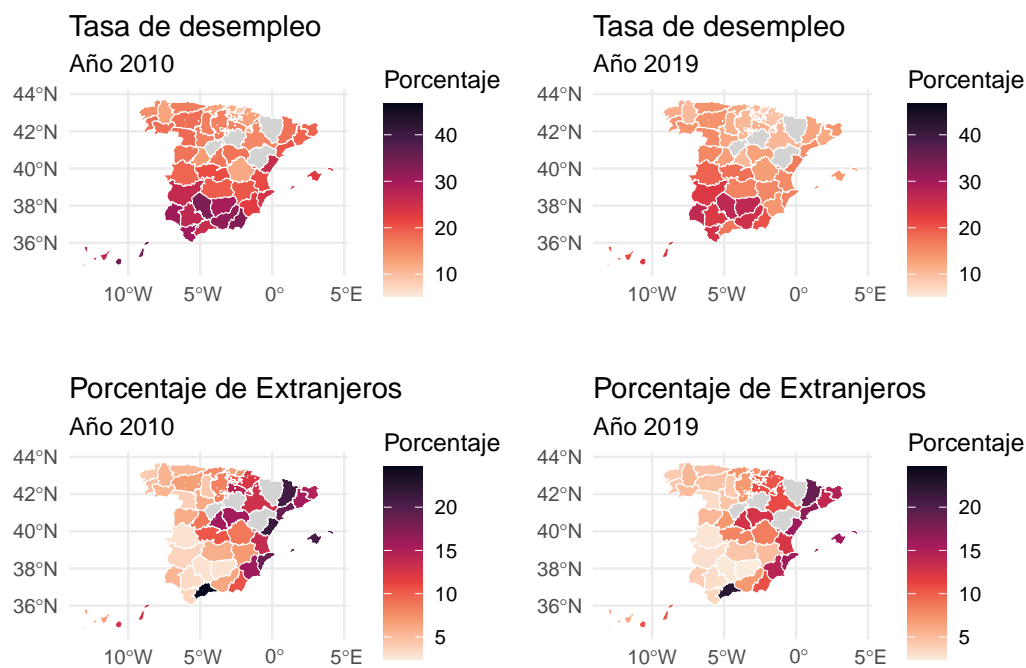 Tasa de desempleo
Año 2010
44°N
42°N
40°N
38°N
36°N
10°W 5°W 0° 5°E
Porcentaje
40
30
20
10
Tasa de desempleo
Año 2019
44°N
42°N
40°N
38°N
36°N
10°W 5°W 0° 5°E
Porcentaje
40
30
20
10
Porcentaje de Extranjeros
Año 2010
44°N
42°N
40°N
38°N
36°N
10°W 5°W 0° 5°E
Porcentaje
20
15
10
5
Porcentaje de Extranjeros
Año 2019
44°N
42°N
40°N
38°N
36°N
10°W 5°W 0° 5°E
Porcentaje
20
15
10
5